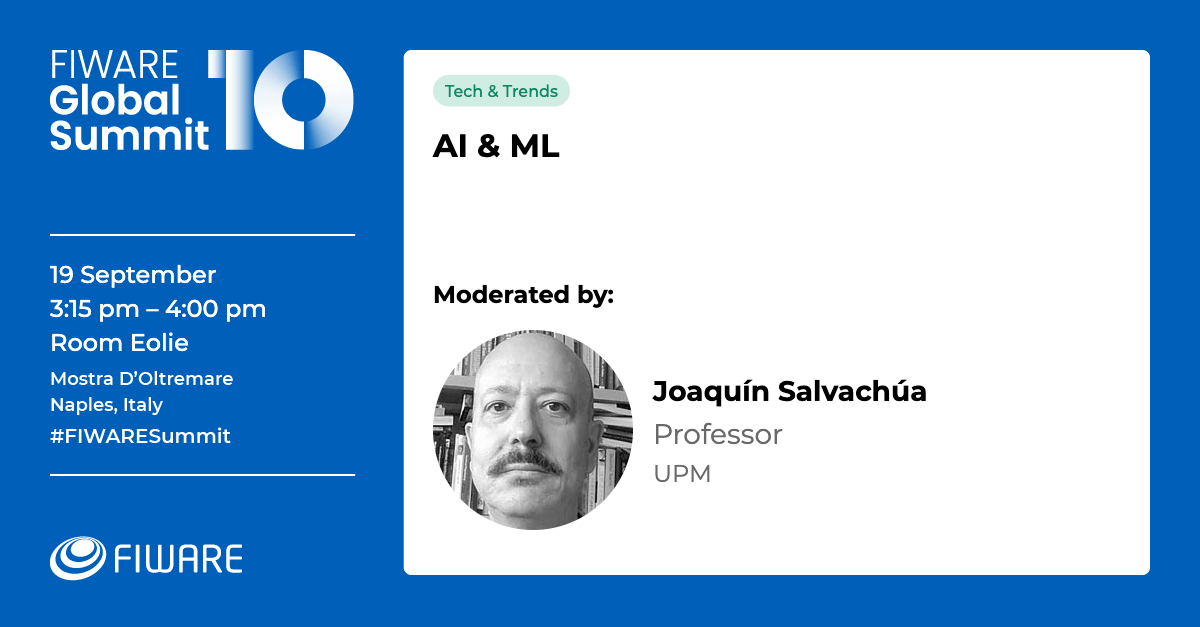 FIWARE
Global
Summit 10
19 September
3:15 pm – 4:00 pm
Room Eolie
Mostra D’Oltremare
Naples, Italy
#FIWARESummit
FIWARE
Tech & Trends
AI & ML
Moderated by:
Joaquín Salvachúa
Professor
UPM